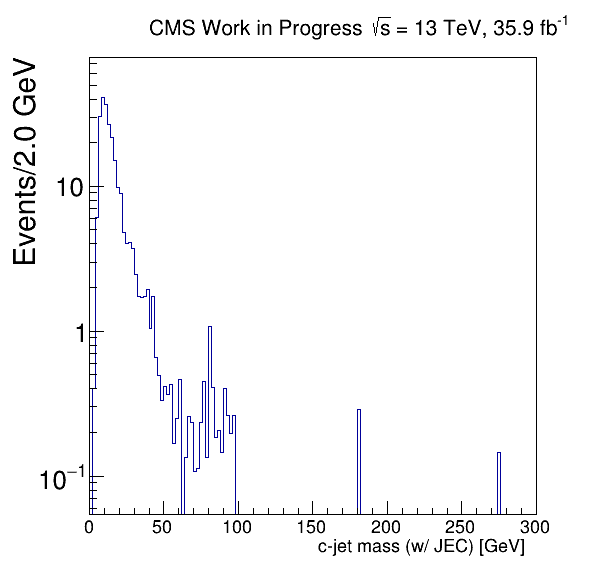 CMS Work in Progress √s = 13 TeV, 35.9 fb⁻¹
Events/2.0 GeV
10
1
10⁻¹
0 50 100 150 200 250 300
c-jet mass (w/ JEC) [GeV]